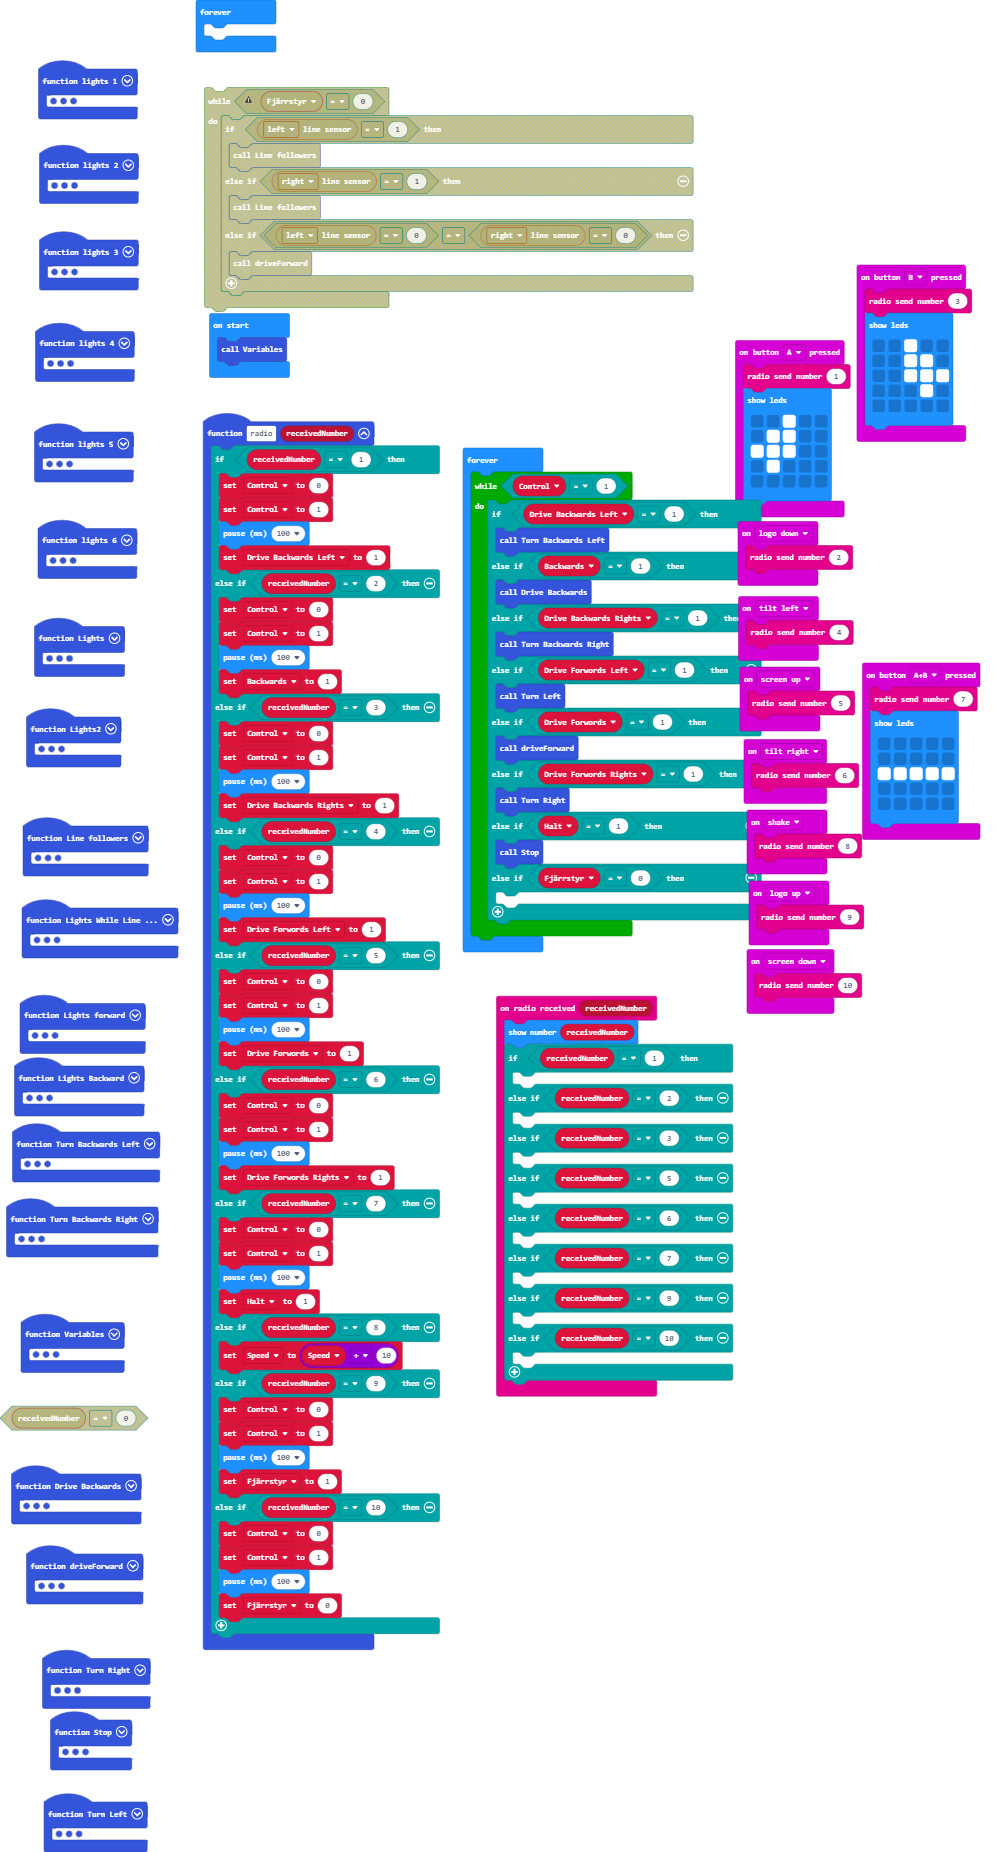 forever
function lights 1
function lights 2
function lights 3
function lights 4
function lights 5
function lights 6
function Lights
function Lights2
function Line followers
function Lights While Line ...
function Lights forward
function Lights Backward
function Turn Backwards Left
function Turn Backwards Right
function Variables
receivedNumber = 0
function Drive Backwards
function driveForward
function Turn Right
function Stop
function Turn Left
while Fjärrstyr = 0
do
if left line sensor = 1 then
call Line followers
else if right line sensor = 1 then
call Line followers
else if left line sensor = 0 = right line sensor = 0 then
call driveForward
on start
call Variables
function radio receivedNumber
if receivedNumber = 1 then
set Control to 0
set Control to 1
pause (ms) 100
set Drive Backwards Left to 1
else if receivedNumber = 2 then
set Control to 0
set Control to 1
pause (ms) 100
set Backwards to 1
else if receivedNumber = 3 then
set Control to 0
set Control to 1
pause (ms) 100
set Drive Backwards Rights to 1
else if receivedNumber = 4 then
set Control to 0
set Control to 1
pause (ms) 100
set Drive Forwords Left to 1
else if receivedNumber = 5 then
set Control to 0
set Control to 1
pause (ms) 100
set Drive Forwords to 1
else if receivedNumber = 6 then
set Control to 0
set Control to 1
pause (ms) 100
set Drive Forwords Rights to 1
else if receivedNumber = 7 then
set Control to 0
set Control to 1
pause (ms) 100
set Halt to 1
else if receivedNumber = 8 then
set Speed to Speed + 10
else if receivedNumber = 9 then
set Control to 0
set Control to 1
pause (ms) 100
set Fjärrstyr to 1
else if receivedNumber = 10 then
set Control to 0
set Control to 1
pause (ms) 100
set Fjärrstyr to 0
forever
while Control = 1
do
if Drive Backwards Left = 1 then
call Turn Backwards Left
else if Backwards = 1 then
call Drive Backwards
else if Drive Backwards Rights = 1 the
call Turn Backwards Right
else if Drive Forwords Left = 1 then
call Turn Left
else if Drive Forwords = 1 then
call driveForward
else if Drive Forwords Rights = 1 then
call Turn Right
else if Halt = 1 then
call Stop
else if Fjärrstyr = 0 then
on radio received receivedNumber
show number receivedNumber
if receivedNumber = 1 then
else if receivedNumber = 2 then
else if receivedNumber = 3 then
else if receivedNumber = 5 then
else if receivedNumber = 6 then
else if receivedNumber = 7 then
else if receivedNumber = 9 then
else if receivedNumber = 10 then
on button B pressed
radio send number 3
show leds
on button A pressed
radio send number 1
show leds
on logo down
radio send number 2
on tilt left
radio send number 4
on screen up
radio send number 5
on tilt right
radio send number 6
on shake
radio send number 8
on logo up
radio send number 9
on screen down
radio send number 10
on button A+B pressed
radio send number 7
show leds